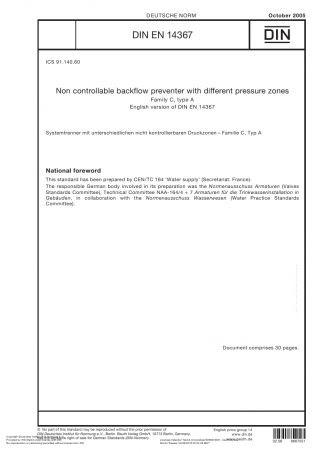 DEUTSCHE NORM
October 2005
DIN EN 14367
DIN
ICS 91.140.60
Non controllable backflow preventer with different pressure zones
Family C, type A
English version of DIN EN 14367
Systemtrenner mit unterschiedlichen nicht kontrollierbaren Druckzonen – Familie C, Typ A
National foreword
This standard has been prepared by CEN/TC 164 'Water supply' (Secretariat: France).
The responsible German body involved in its preparation was the Normenausschuss Armaturen (Valves
Standards Committee), Technical Committee NAA-164/4 + 7 Armaturen für die Trinkwasserinstallation in
Gebäuden, in collaboration with the Normenausschuss Wasserwesen (Water Practice Standards
Committee).
Document comprises 30 pages.
© No part of this standard may be reproduced without the prior permission of
DIN Deutsches Institut für Normung e.V., Berlin. Beuth Verlag GmbH, 10772 Berlin, Germany,
has the exclusive right of sale for German Standards (DIN-Normen).
English price group 14
www.din.de
www.beuth.de